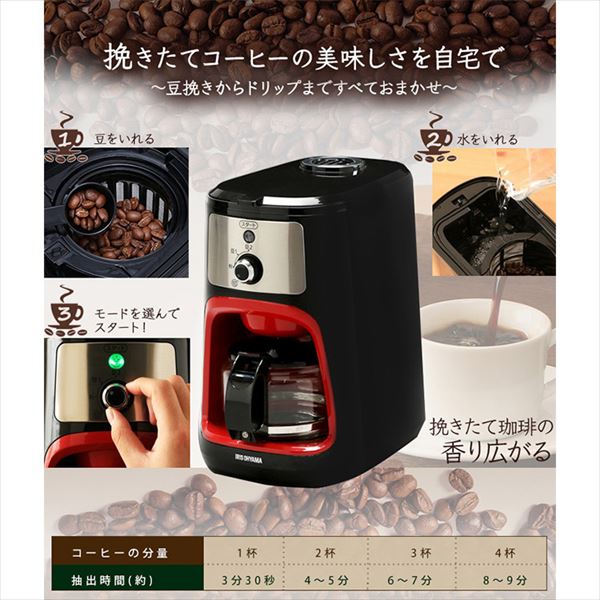 挽きたてコーヒーの美味しさを自宅で
～豆挽きからドリップまですべておまかせ～
1 豆をいれる
2 水をいれる
スタート
3 モードを選んで
スタート！
IRIS OHYAMA
挽きたて珈琲の
香り広がる
コーヒーの分量 1杯 2杯 3杯 4杯
抽出時間(約) 3分30秒 4～5分 6～7分 8～9分